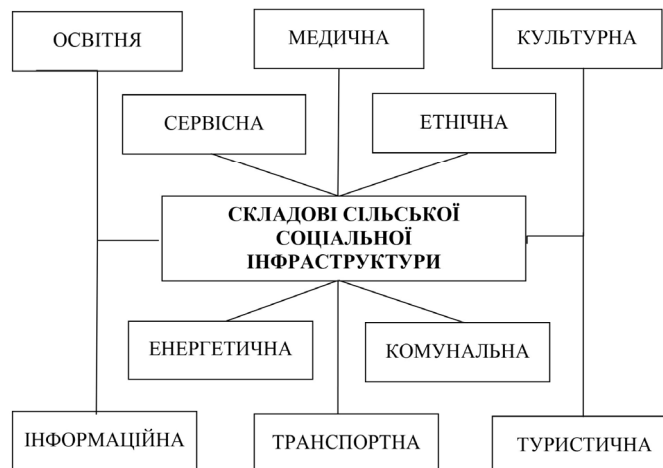 ОСВІТНЯ
МЕДИЧНА
КУЛЬТУРНА
СЕРВІСНА
ЕТНІЧНА
СКЛАДОВІ СІЛЬСЬКОЇ
СОЦІАЛЬНОЇ
ІНФРАСТРУКТУРИ
ЕНЕРГЕТИЧНА
КОМУНАЛЬНА
ІНФОРМАЦІЙНА
ТРАНСПОРТНА
ТУРИСТИЧНА